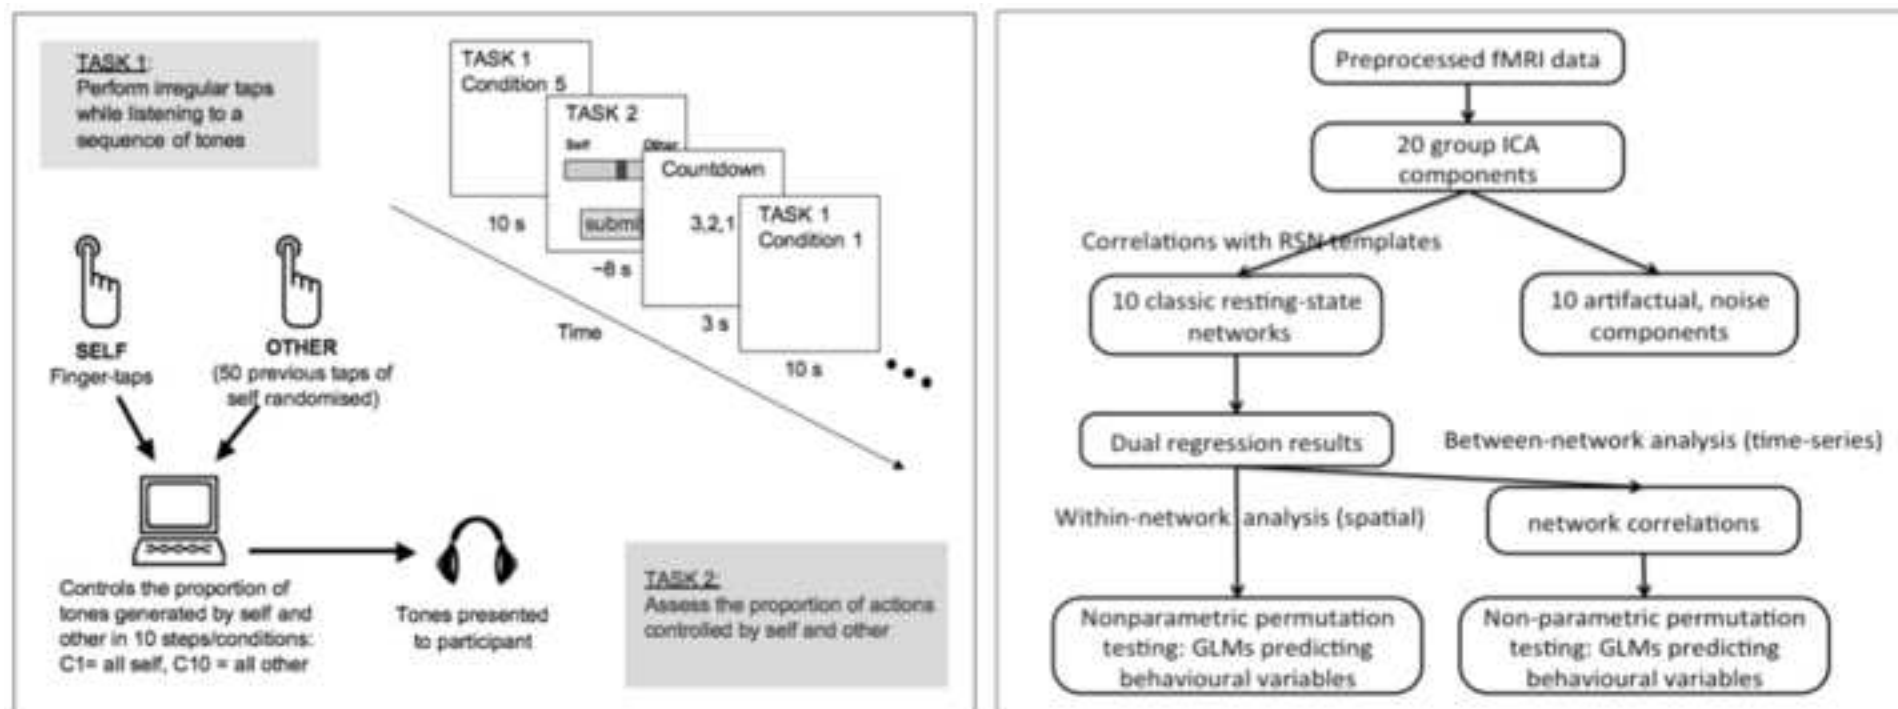 TASK 1:
Perform irregular taps
while listening to a
sequence of tones
TASK 1
Condition 5
10 s
TASK 2
Self Other
submi
~8 s
Countdown
3,2,1
3 s
TASK 1
Condition 1
10 s
Time
SELF
Finger-taps
OTHER
(50 previous taps of
self randomised)
Controls the proportion of
tones generated by self and
other in 10 steps/conditions:
C1= all self, C10 = all other
Tones presented
to participant
TASK 2:
Assess the proportion of actions
controlled by self and other
Preprocessed fMRI data
20 group ICA
components
Correlations with RSN templates
10 classic resting-state
networks
10 artifactual, noise
components
Dual regression results
Between-network analysis (time-series)
Within-network analysis (spatial)
network correlations
Nonparametric permutation
testing: GLMs predicting
behavioural variables
Non-parametric permutation
testing: GLMs predicting
behavioural variables